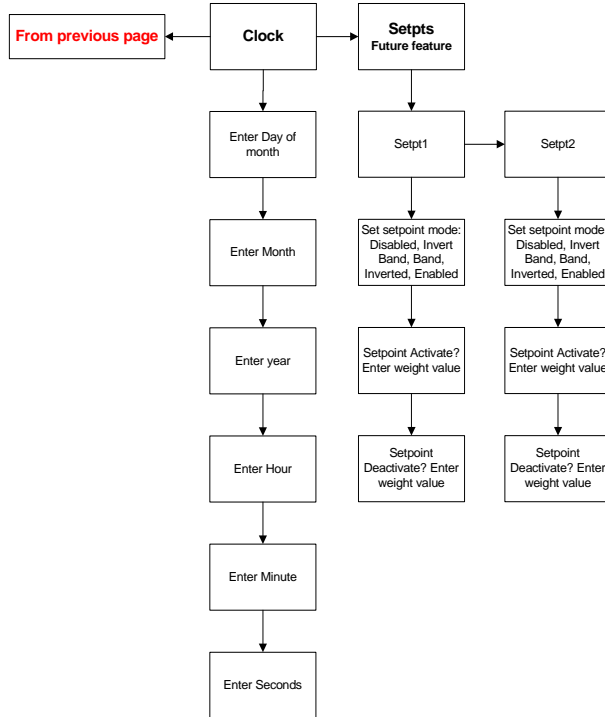 From previous page
Clock
Setpts
Future feature
Enter Day of
month
Setpt1
Setpt2
Enter Month
Set setpoint mode:
Disabled, Invert
Band, Band,
Inverted, Enabled
Set setpoint mode:
Disabled, Invert
Band, Band,
Inverted, Enabled
Enter year
Setpoint Activate?
Enter weight value
Setpoint Activate?
Enter weight value
Enter Hour
Setpoint
Deactivate? Enter
weight value
Setpoint
Deactivate? Enter
weight value
Enter Minute
Enter Seconds